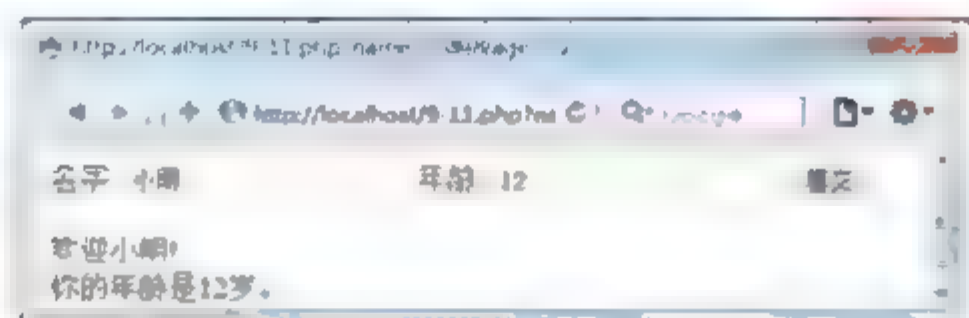 http://localhost/9-11.php?na
名字 小明 年龄 12 提交
欢迎小明!
你的年龄是12岁。